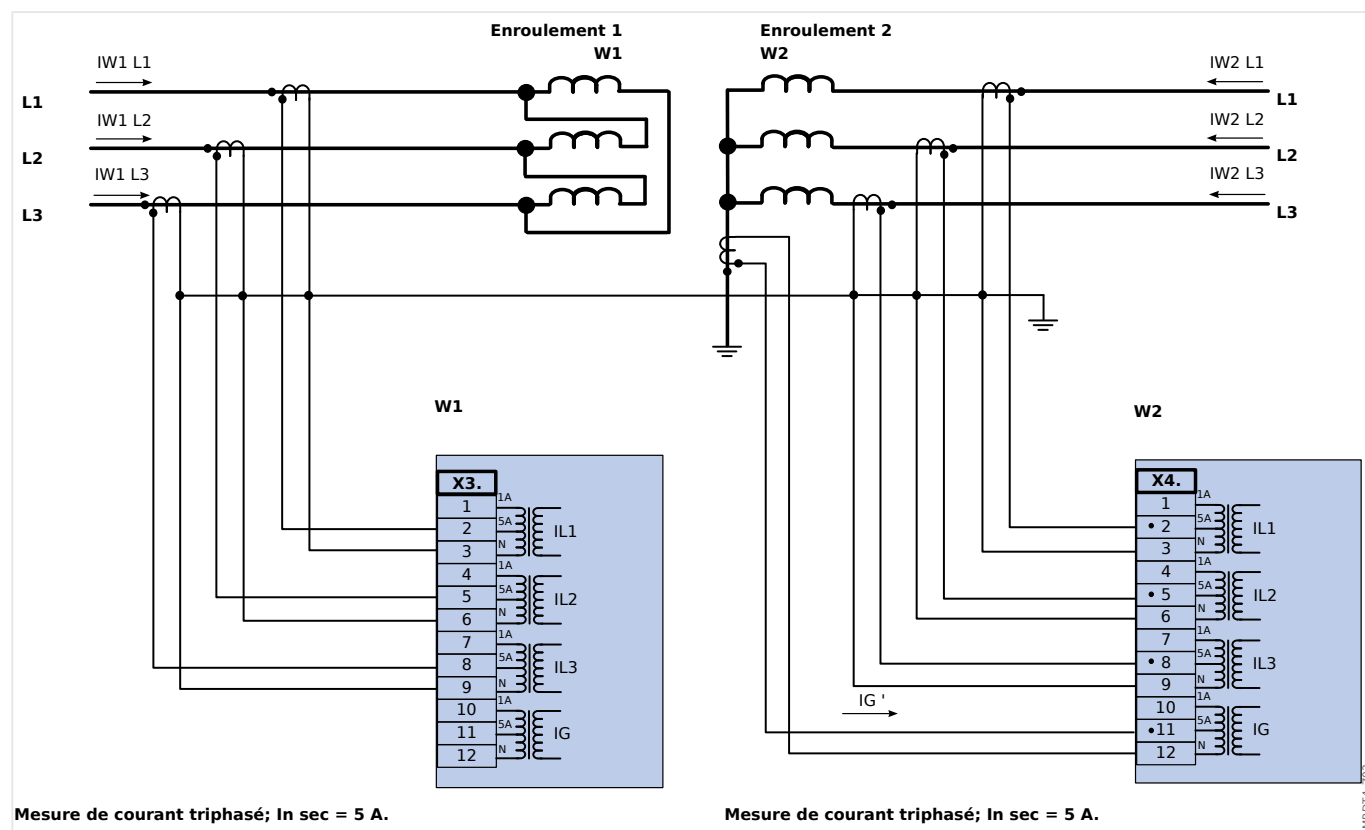 Enroulement 1
W1
Enroulement 2
W2
IW1 L1
L1
IW1 L2
L2
IW1 L3
L3
IW2 L1
L1
IW2 L2
L2
IW2 L3
L3
W1
X3.
1 1A
2 5A IL1
3 N
4 1A
5 5A IL2
6 N
7 1A
8 5A IL3
9 N
10 1A
11 5A IG
12 N
W2
X4.
1 1A
2 5A IL1
3 N
4 1A
5 5A IL2
6 N
7 1A
8 5A IL3
9 N
10 1A
11 5A IG
12 N
IG '
Mesure de courant triphasé; In sec = 5 A.
Mesure de courant triphasé; In sec = 5 A.